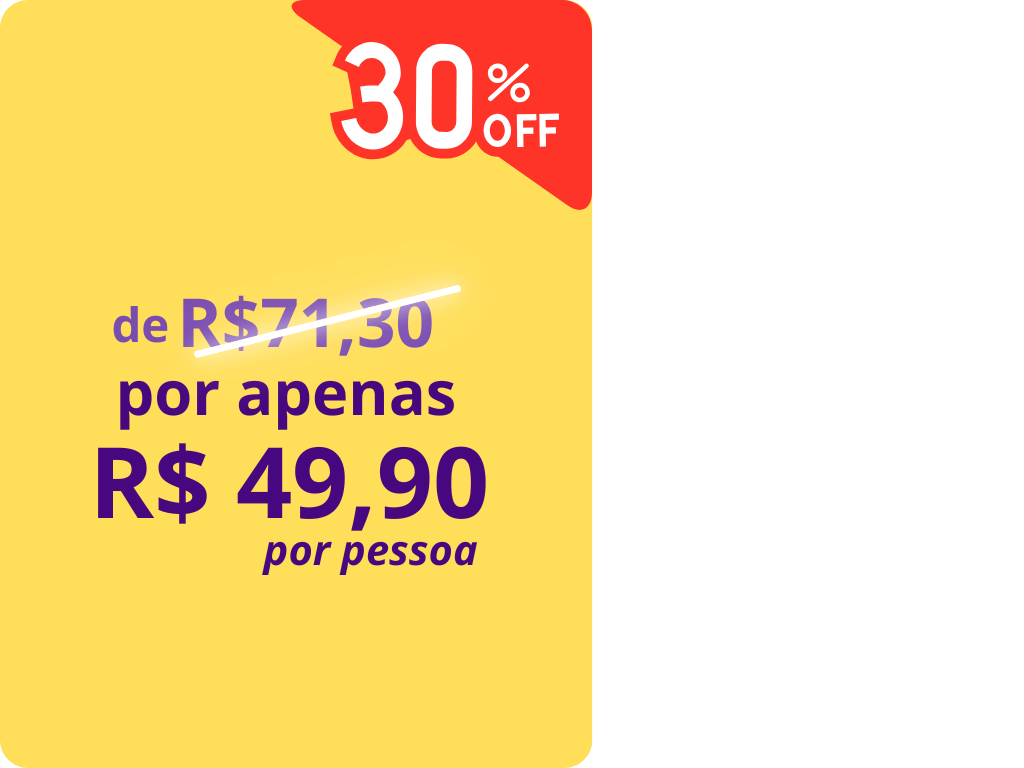 30%
OFF
de R$71,30
por apenas
R$ 49,90
por pessoa